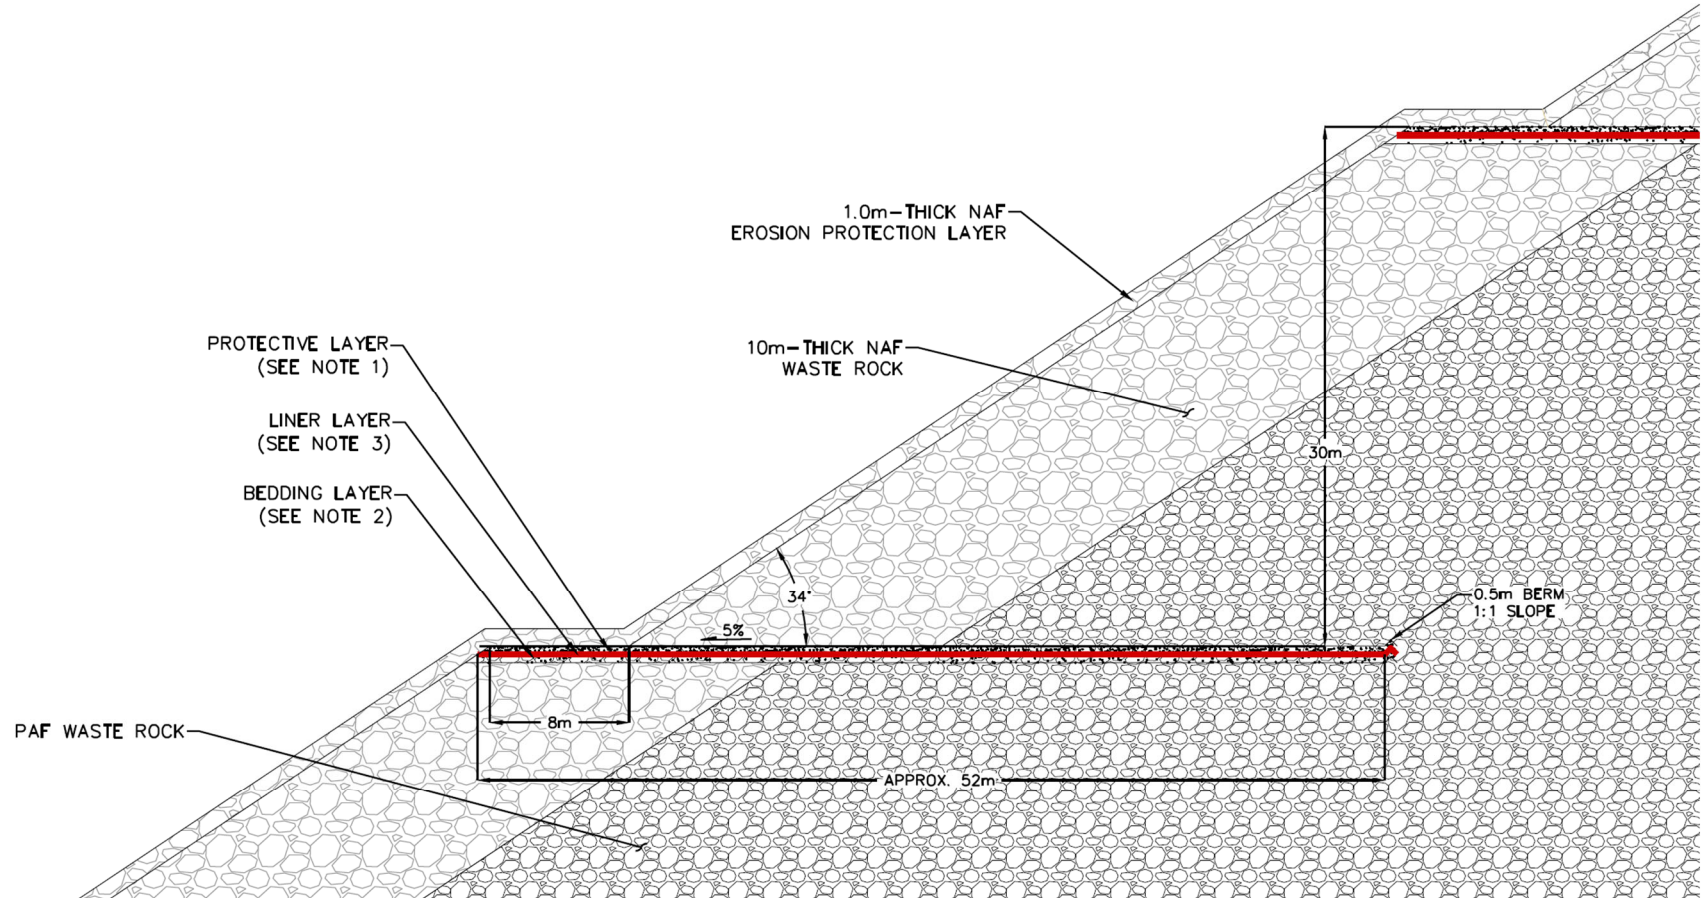 1.0m-THICK NAF
EROSION PROTECTION LAYER
10m-THICK NAF
WASTE ROCK
PROTECTIVE LAYER
(SEE NOTE 1)
LINER LAYER
(SEE NOTE 3)
BEDDING LAYER
(SEE NOTE 2)
30m
34°
0.5m BERM
1:1 SLOPE
5%
8m
PAF WASTE ROCK
APPROX. 52m